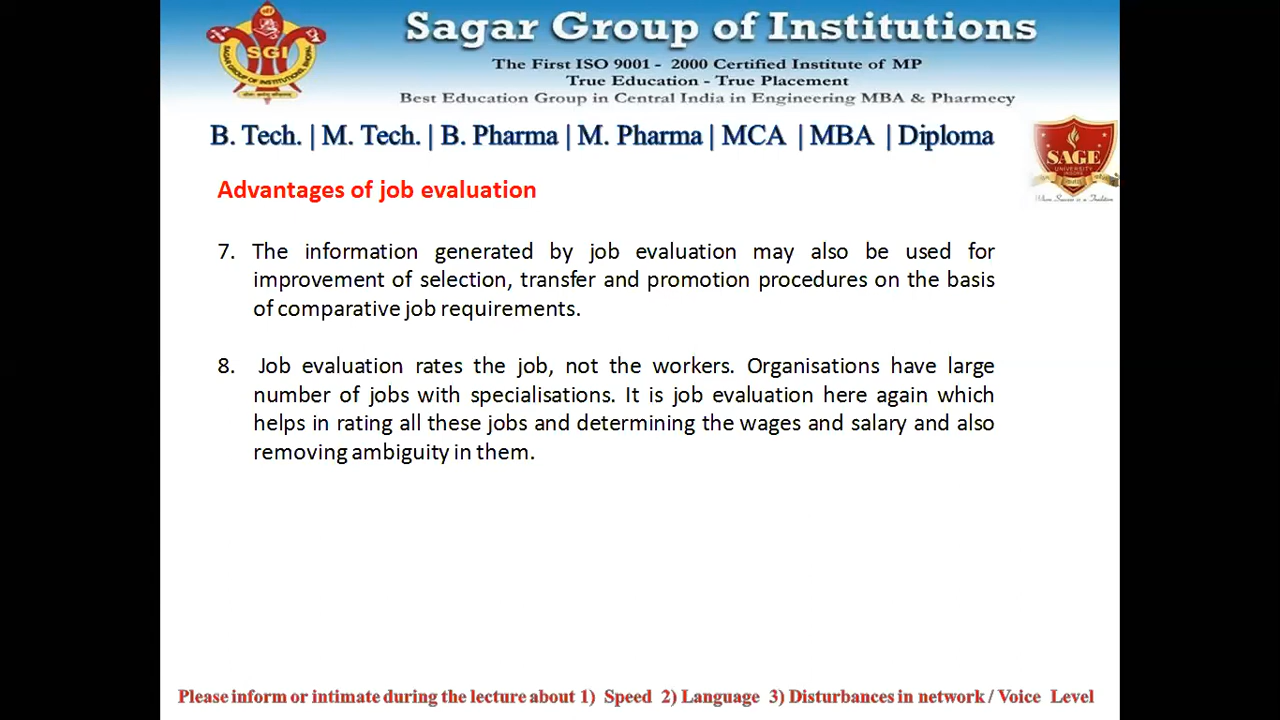 Sagar Group of Institutions
SGI
The First ISO 9001 - 2000 Certified Institute of MP
True Education - True Placement
Best Education Group in Central India in Engineering MBA & Pharmecy
B. Tech. | M. Tech. | B. Pharma | M. Pharma | MCA | MBA | Diploma
SAGE
UNIVERSITY
Advantages of job evaluation
7. The information generated by job evaluation may also be used for
improvement of selection, transfer and promotion procedures on the basis
of comparative job requirements.
8. Job evaluation rates the job, not the workers. Organisations have large
number of jobs with specialisations. It is job evaluation here again which
helps in rating all these jobs and determining the wages and salary and also
removing ambiguity in them.
Please inform or intimate during the lecture about 1) Speed 2) Language 3) Disturbances in network / Voice Level